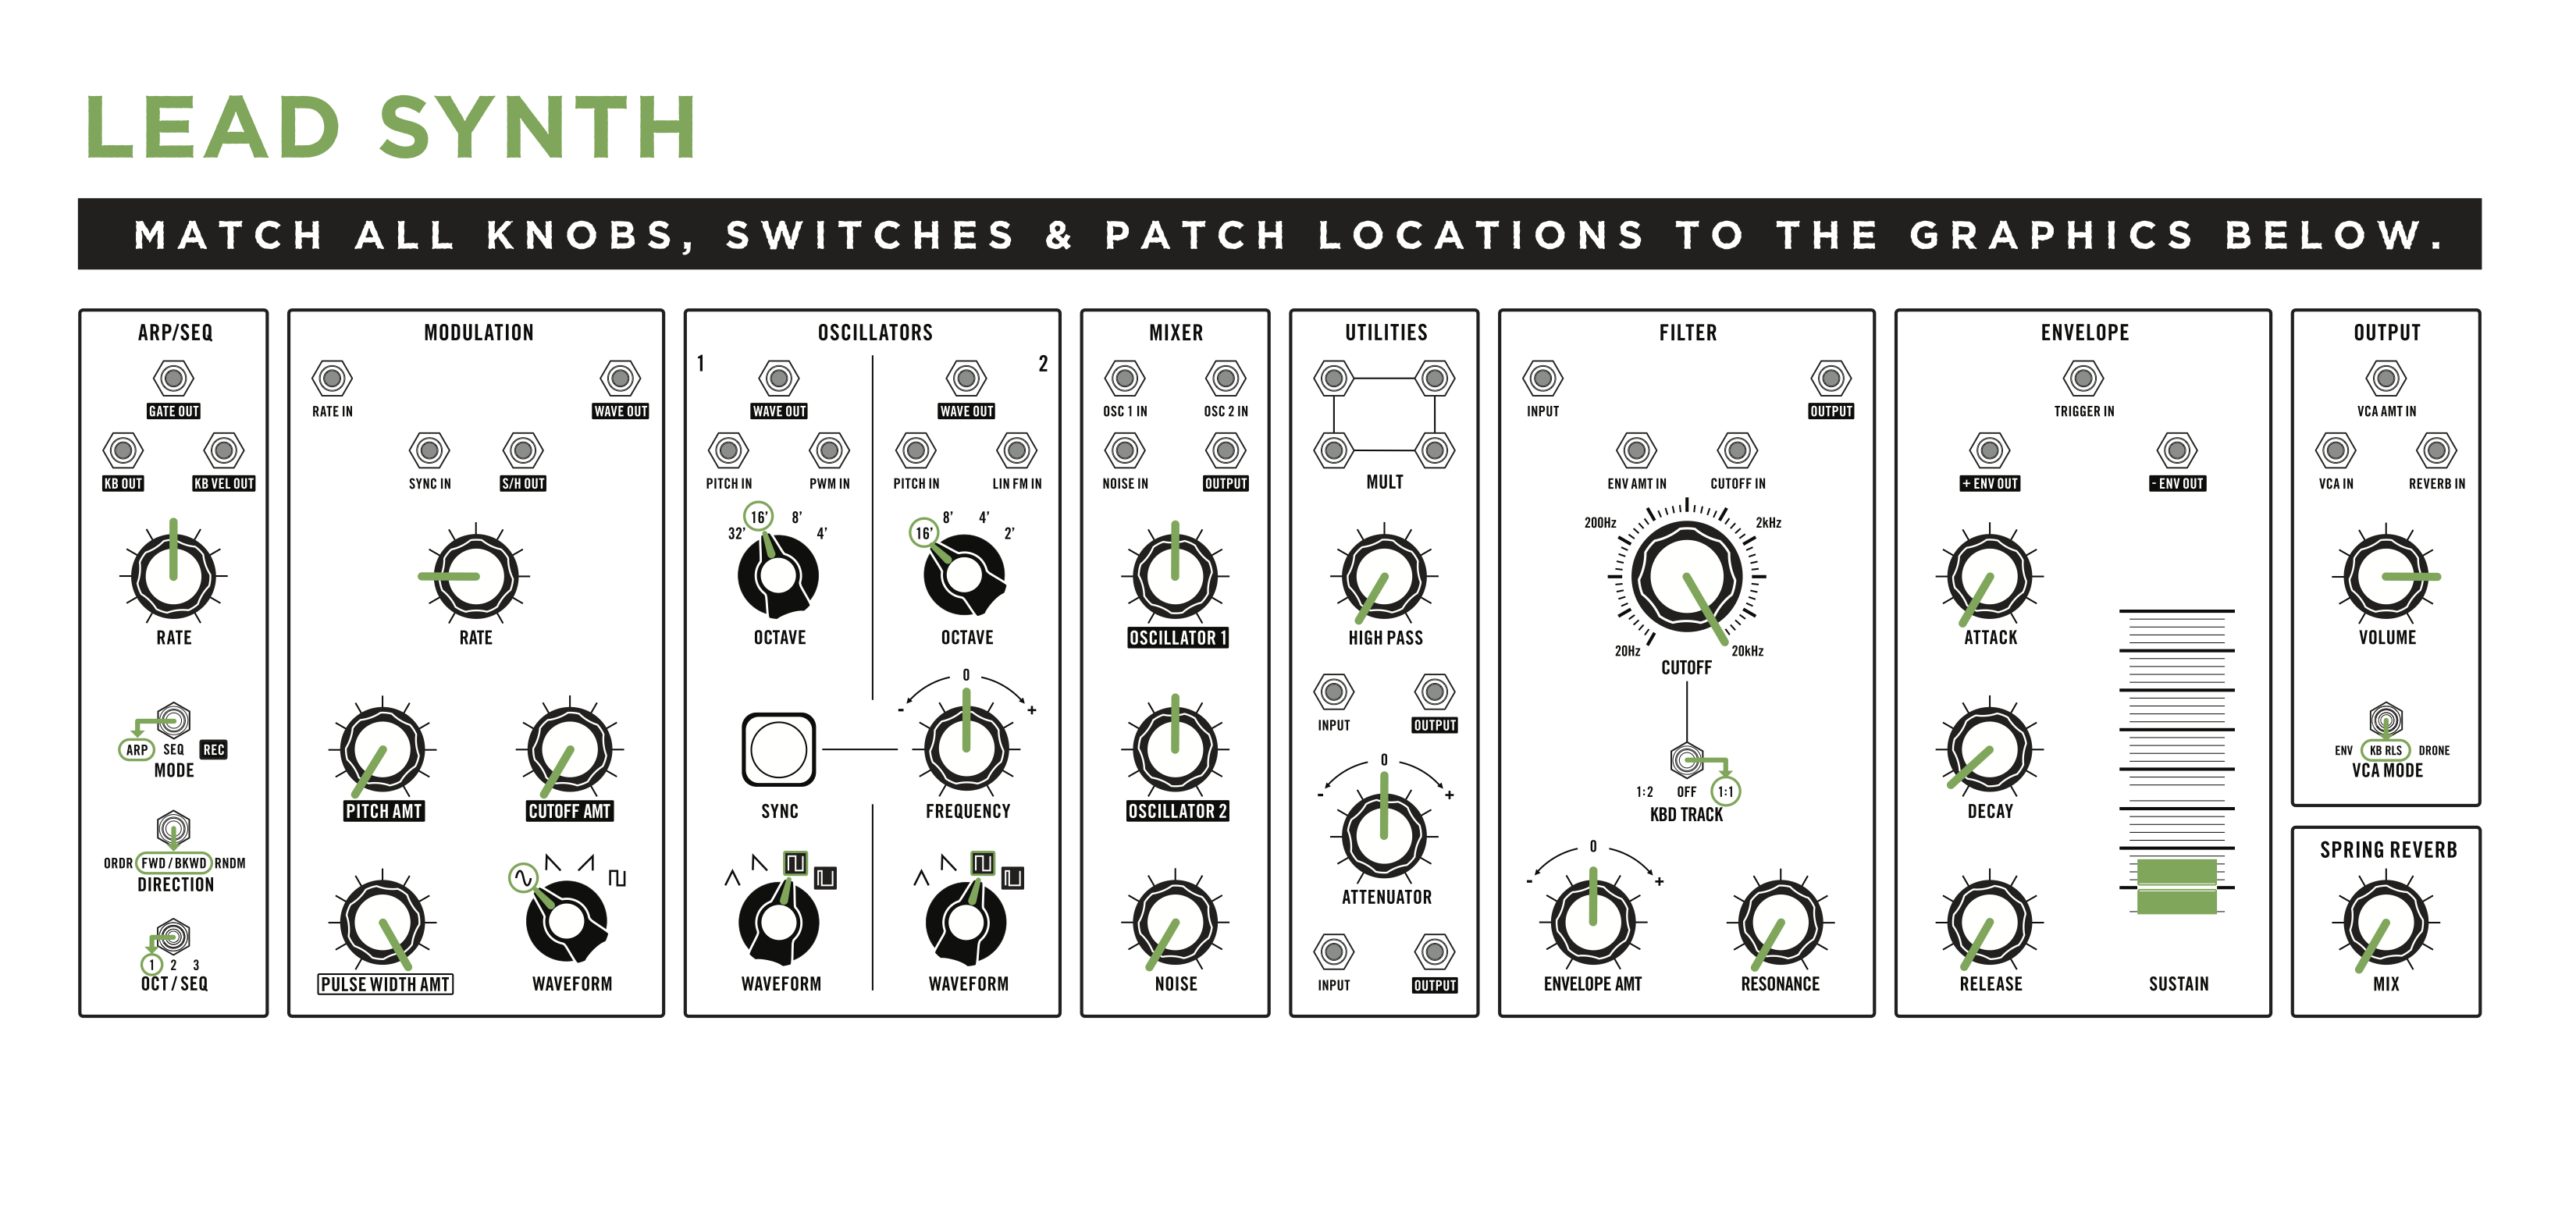 LEAD SYNTH
MATCH ALL KNOBS, SWITCHES & PATCH LOCATIONS TO THE GRAPHICS BELOW.
ARP/SEQ
GATE OUT
KB OUT KB VEL OUT
RATE
ARP SEQ REC
MODE
ORDR FWD / BKWD RNDM
DIRECTION
1 2 3
OCT / SEQ
MODULATION
RATE IN WAVE OUT
SYNC IN S/H OUT
RATE
PITCH AMT CUTOFF AMT
PULSE WIDTH AMT WAVEFORM
OSCILLATORS
1 2
WAVE OUT WAVE OUT
PITCH IN PWM IN PITCH IN LIN FM IN
32' 16' 8' 4' 16' 8' 4' 2'
OCTAVE OCTAVE
- 0 +
SYNC FREQUENCY
WAVEFORM WAVEFORM
MIXER
OSC 1 IN OSC 2 IN
NOISE IN OUTPUT
OSCILLATOR 1
OSCILLATOR 2
NOISE
UTILITIES
MULT
HIGH PASS
INPUT OUTPUT
- 0 +
ATTENUATOR
INPUT OUTPUT
FILTER
INPUT OUTPUT
ENV AMT IN CUTOFF IN
200Hz 2kHz
20Hz 20kHz
CUTOFF
1:2 OFF 1:1
KBD TRACK
- 0 +
ENVELOPE AMT RESONANCE
ENVELOPE
TRIGGER IN
+ ENV OUT - ENV OUT
ATTACK
DECAY
RELEASE SUSTAIN
OUTPUT
VCA AMT IN
VCA IN REVERB IN
VOLUME
ENV KB RLS DRONE
VCA MODE
SPRING REVERB
MIX